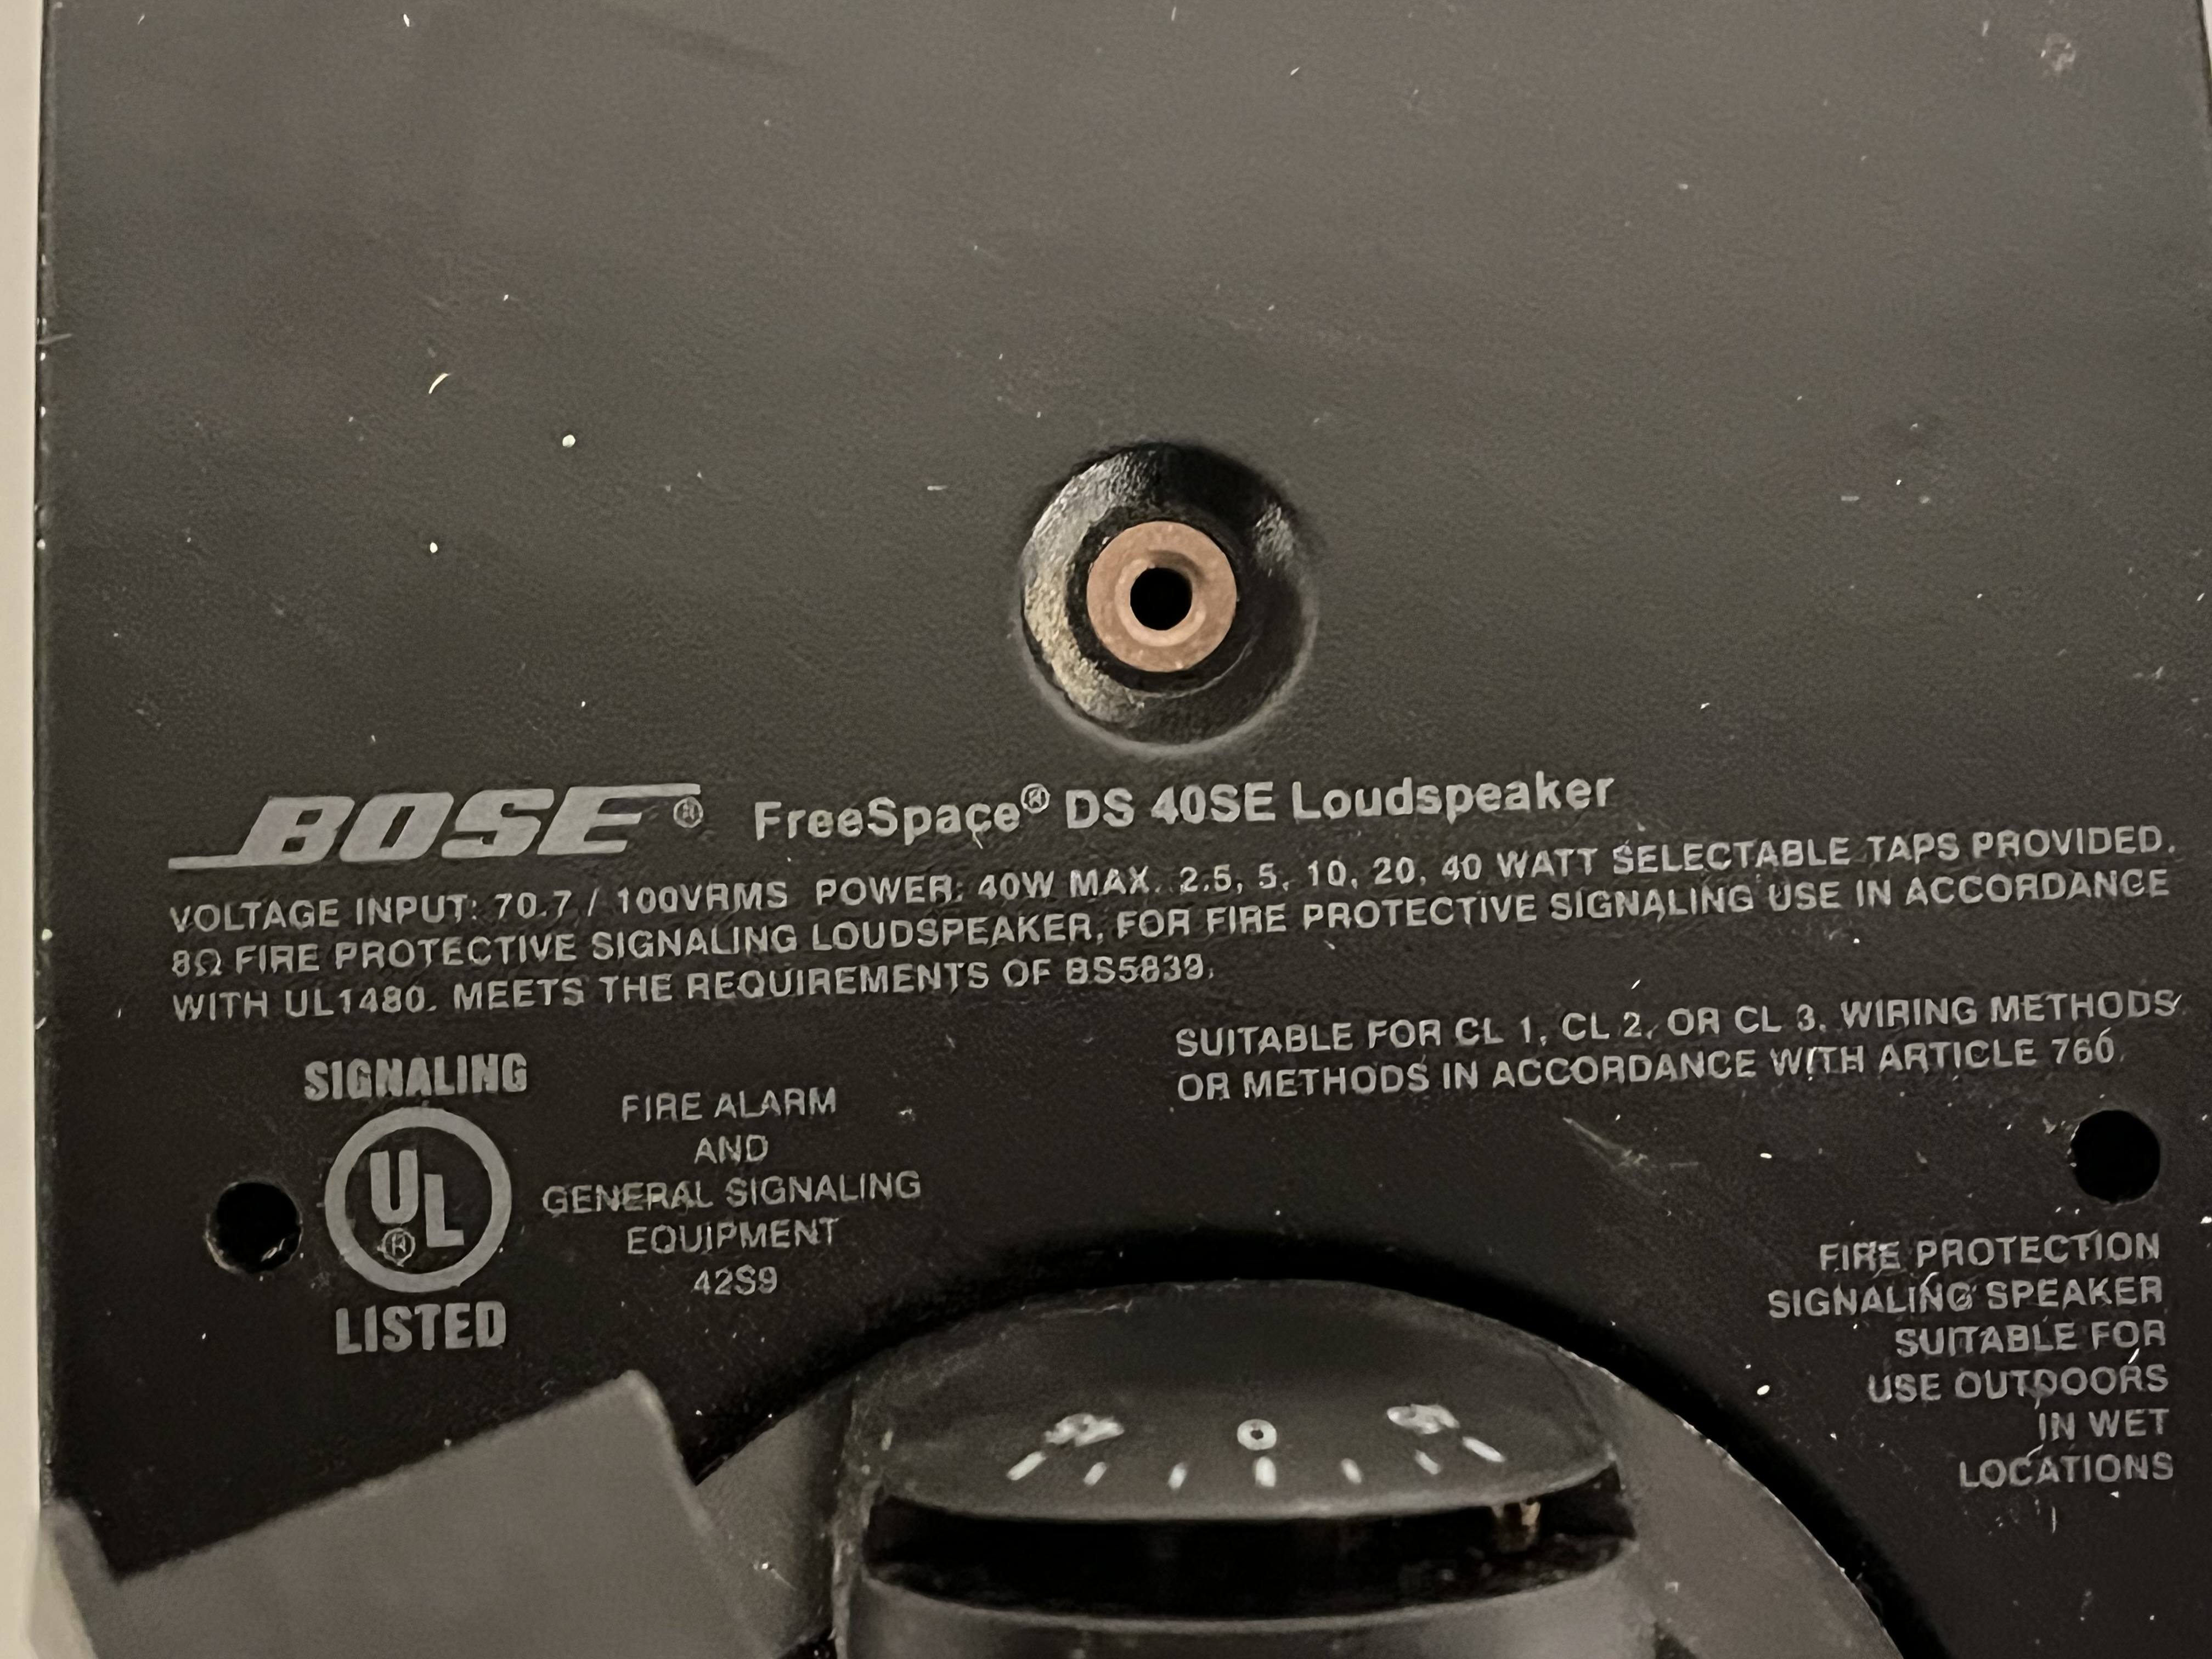 BOSE® FreeSpace® DS 40SE Loudspeaker
VOLTAGE INPUT: 70.7 / 100VRMS POWER: 40W MAX. 2.5, 5, 10, 20, 40 WATT SELECTABLE TAPS PROVIDED.
8Ω FIRE PROTECTIVE SIGNALING LOUDSPEAKER, FOR FIRE PROTECTIVE SIGNALING USE IN ACCORDANCE
WITH UL1480. MEETS THE REQUIREMENTS OF BS5839.
SUITABLE FOR CL 1, CL 2, OR CL 3. WIRING METHODS
OR METHODS IN ACCORDANCE WITH ARTICLE 760.
SIGNALING
UL®
LISTED
FIRE ALARM
AND
GENERAL SIGNALING
EQUIPMENT
42S9
FIRE PROTECTION
SIGNALING SPEAKER
SUITABLE FOR
USE OUTDOORS
IN WET
LOCATIONS
0